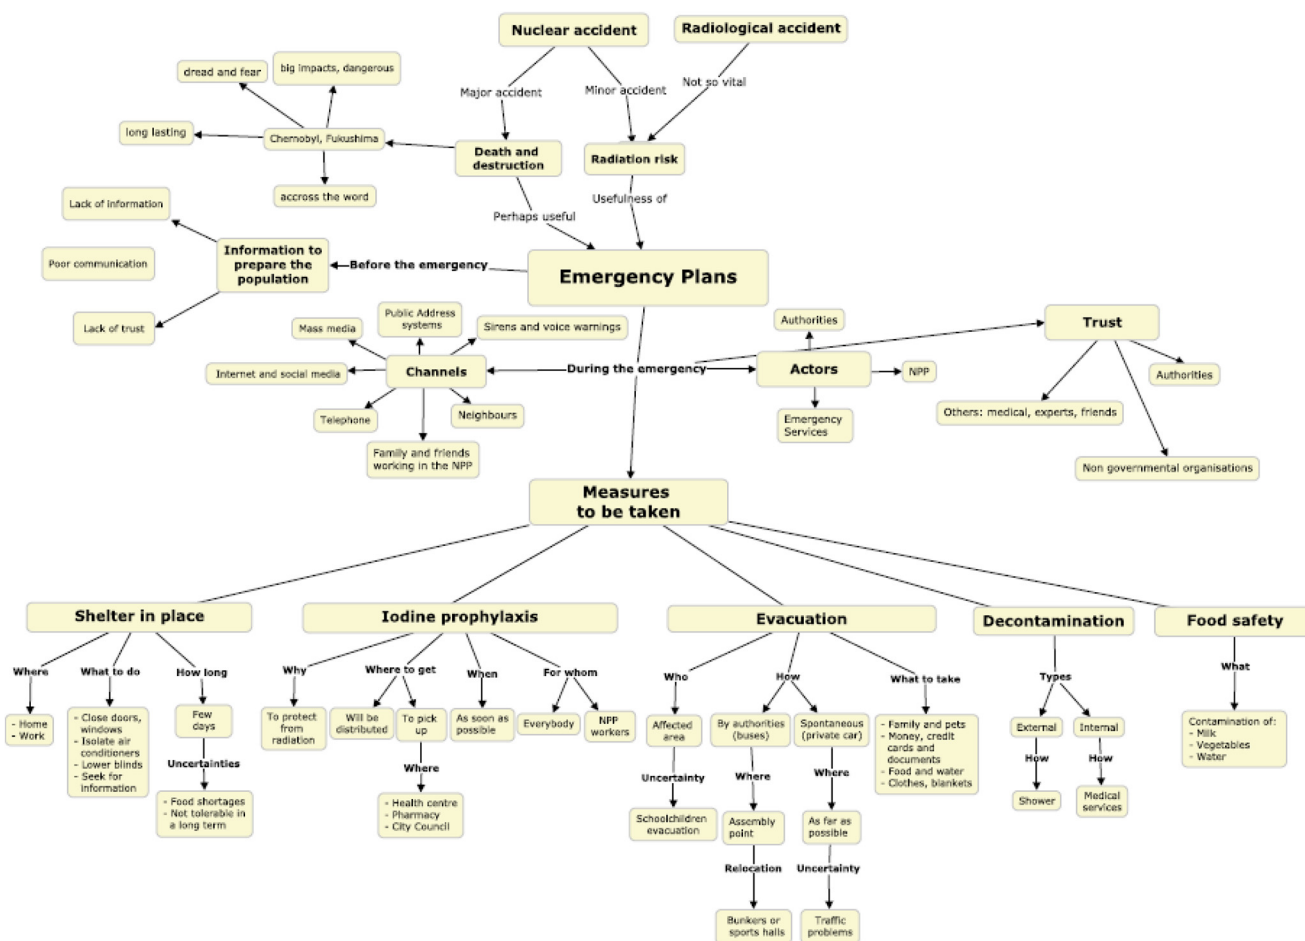 Nuclear accident
Radiological accident
dread and fear
big impacts, dangerous
Major accident
Minor accident
Not so vital
long lasting
Chernobyl, Fukushima
Death and
destruction
Radiation risk
accross the word
Lack of information
Perhaps useful
Usefulness of
Poor communication
Information to
prepare the
population
Before the emergency
Emergency Plans
Lack of trust
Mass media
Public Address
systems
Sirens and voice warnings
Authorities
Trust
Internet and social media
Channels
During the emergency
Actors
NPP
Authorities
Telephone
Neighbours
Emergency
Services
Others: medical, experts, friends
Family and friends
working in the NPP
Non governmental organisations
Measures
to be taken
Shelter in place
Iodine prophylaxis
Evacuation
Decontamination
Food safety
Where
What to do
How long
Why
Where to get
When
For whom
Who
How
What to take
Types
What
- Home
- Work
- Close doors,
windows
- Isolate air
conditioners
- Lower blinds
- Seek for
information
Few
days
Uncertainties
- Food shortages
- Not tolerable in
a long term
To protect
from
radiation
Will be
distributed
To pick
up
Where
- Health centre
- Pharmacy
- City Council
As soon as
possible
Everybody
NPP
workers
Affected
area
Uncertainty
Schoolchildren
evacuation
By authorities
(buses)
Where
Assembly
point
Relocation
Bunkers or
sports halls
Spontaneous
(private car)
Where
As far as
possible
Uncertainty
Traffic
problems
- Family and pets
- Money, credit
cards and
documents
- Food and water
- Clothes, blankets
External
How
Shower
Internal
How
Medical
services
Contamination of:
- Milk
- Vegetables
- Water